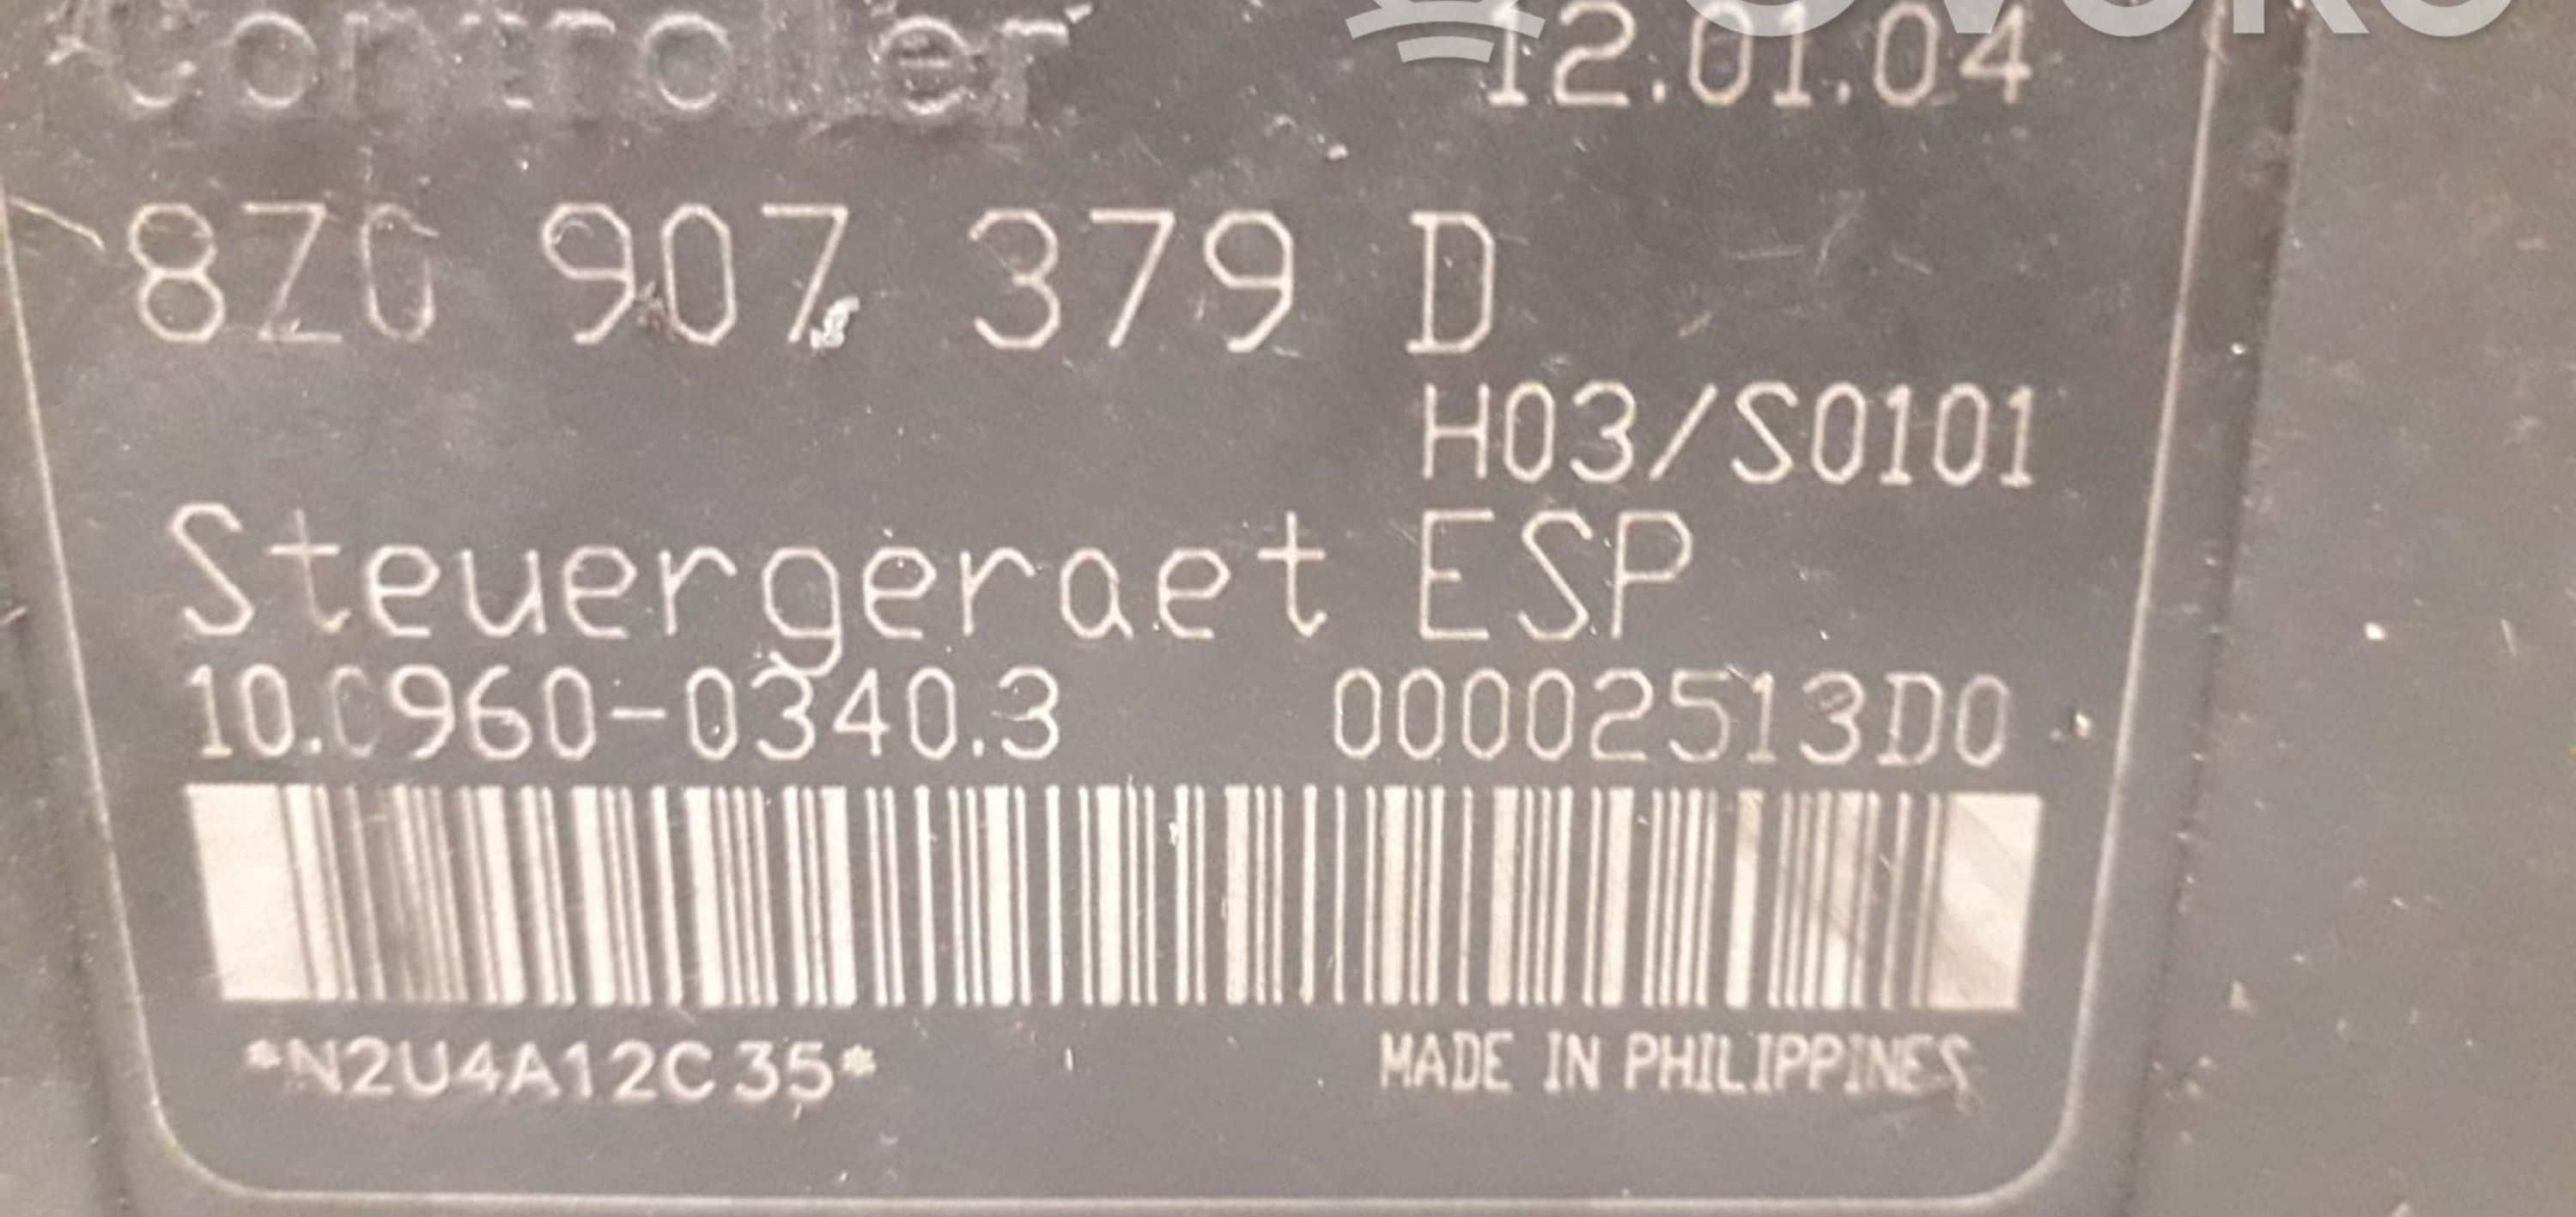 Controller 12.01.04
8Z0 907 379 D
H03/S0101
Steuergeraet ESP
10.0960-0340.3 00002513D0
*N2U4A12C35*
MADE IN PHILIPPINES